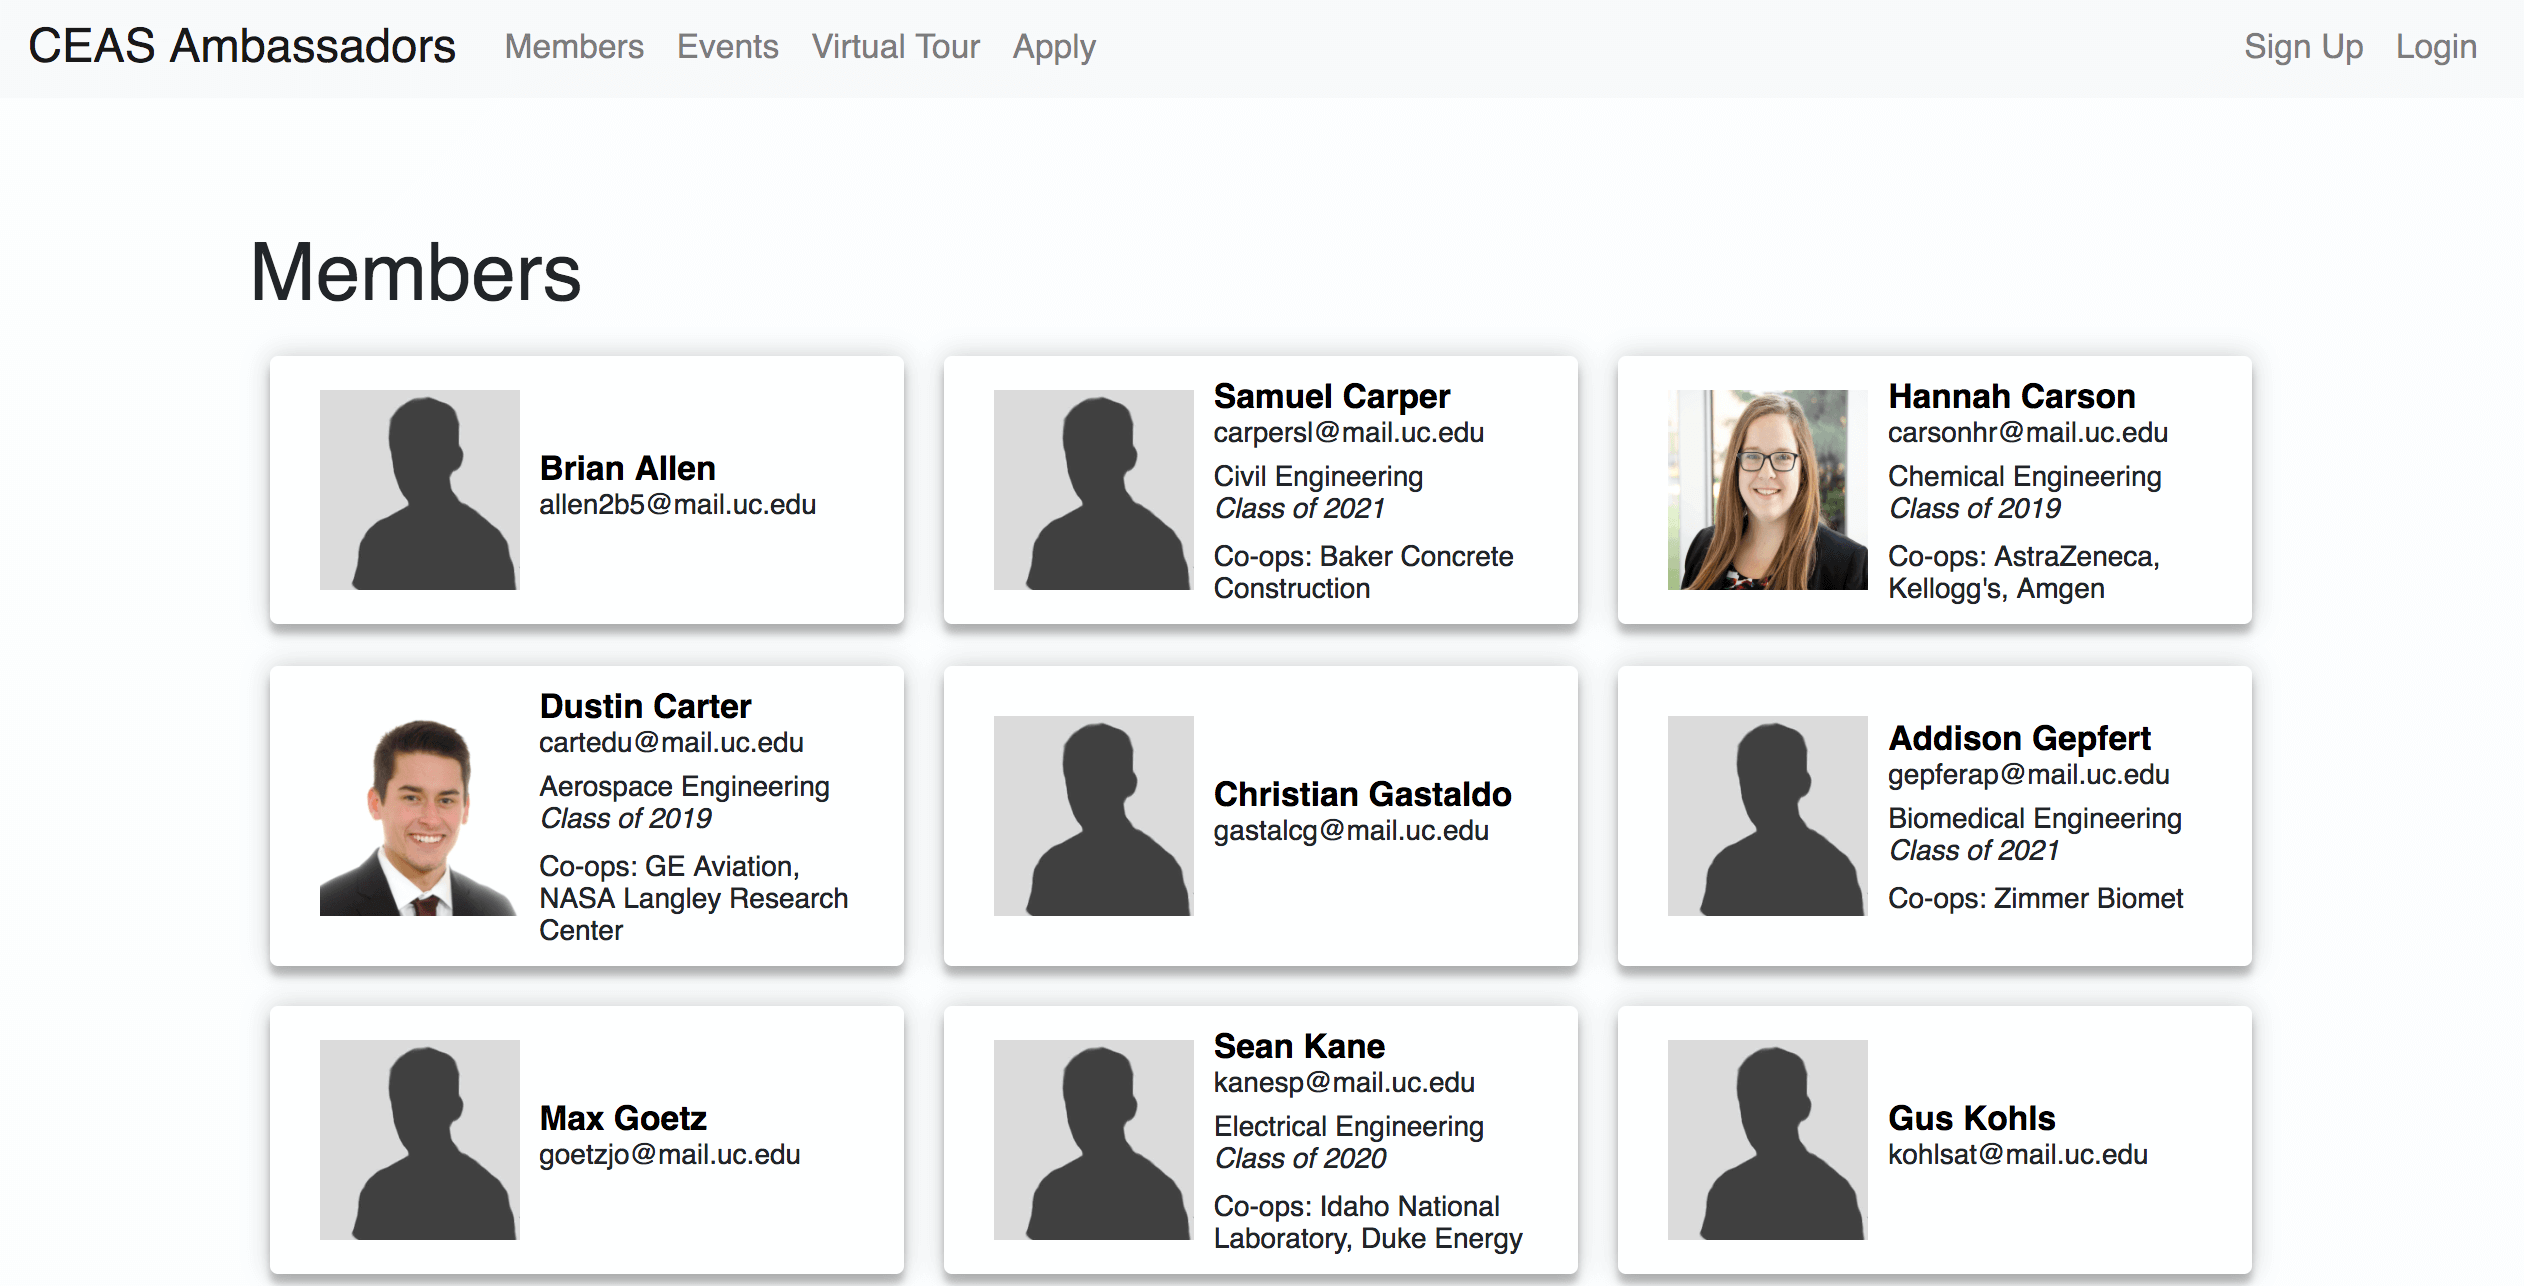 CEAS Ambassadors Members Events Virtual Tour Apply Sign Up Login
Members
Brian Allen
allen2b5@mail.uc.edu
Samuel Carper
carpersl@mail.uc.edu
Civil Engineering
Class of 2021
Co-ops: Baker Concrete
Construction
Hannah Carson
carsonhr@mail.uc.edu
Chemical Engineering
Class of 2019
Co-ops: AstraZeneca,
Kellogg's, Amgen
Dustin Carter
cartedu@mail.uc.edu
Aerospace Engineering
Class of 2019
Co-ops: GE Aviation,
NASA Langley Research
Center
Christian Gastaldo
gastalcg@mail.uc.edu
Addison Gepfert
gepferap@mail.uc.edu
Biomedical Engineering
Class of 2021
Co-ops: Zimmer Biomet
Max Goetz
goetzjo@mail.uc.edu
Sean Kane
kanesp@mail.uc.edu
Electrical Engineering
Class of 2020
Co-ops: Idaho National
Laboratory, Duke Energy
Gus Kohls
kohlsat@mail.uc.edu